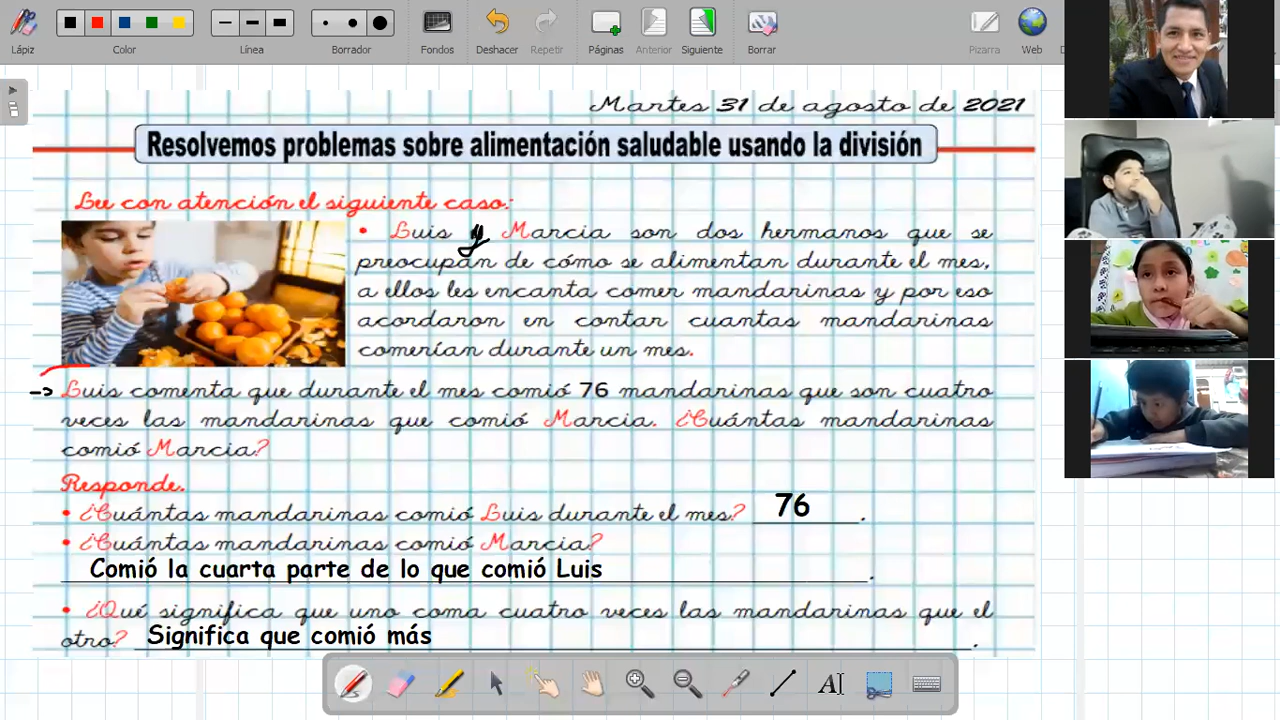 Lápiz
Color
Línea
Borrador
Fondos
Deshacer
Repetir
Páginas
Anterior
Siguiente
Borrar
Pizarra
Web
Martes 31 de agosto de 2021
Resolvemos problemas sobre alimentación saludable usando la división
Lee con atención el siguiente caso:
• Luis y Marcia son dos hermanos que se
preocupan de cómo se alimentan durante el mes,
a ellos les encanta comer mandarinas y por eso
acordaron en contar cuantas mandarinas
comerían durante un mes.
Luis comenta que durante el mes comió 76 mandarinas que son cuatro
veces las mandarinas que comió Marcia. ¿Cuántas mandarinas
comió Marcia?
Responde.
• ¿Cuántas mandarinas comió Luis durante el mes? 76.
• ¿Cuántas mandarinas comió Marcia?
Comió la cuarta parte de lo que comió Luis.
• ¿Qué significa que uno coma cuatro veces las mandarinas que el
otro? Significa que comió más.
AI